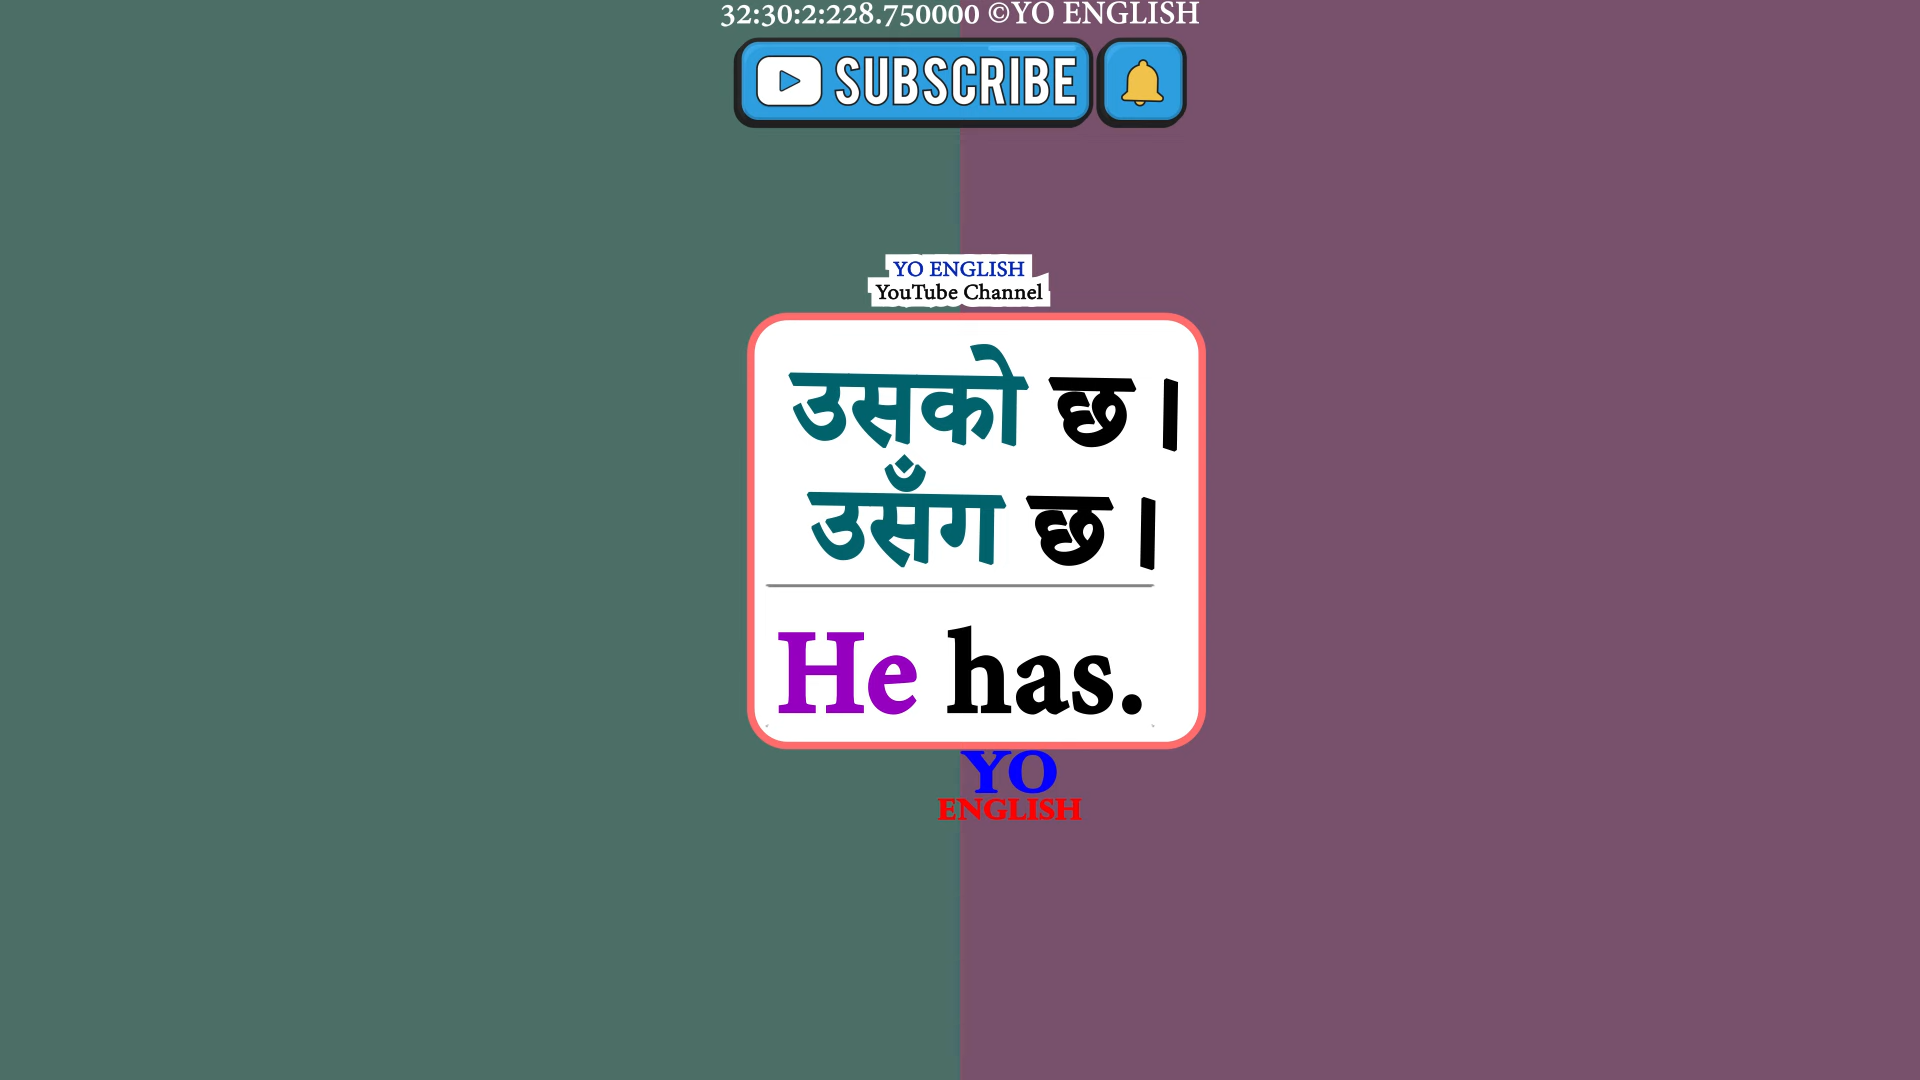 32:30:2:228.750000 ©YO ENGLISH
SUBSCRIBE
YO ENGLISH
YouTube Channel
उसको छ ।
उसँग छ ।
He has.
YO
ENGLISH